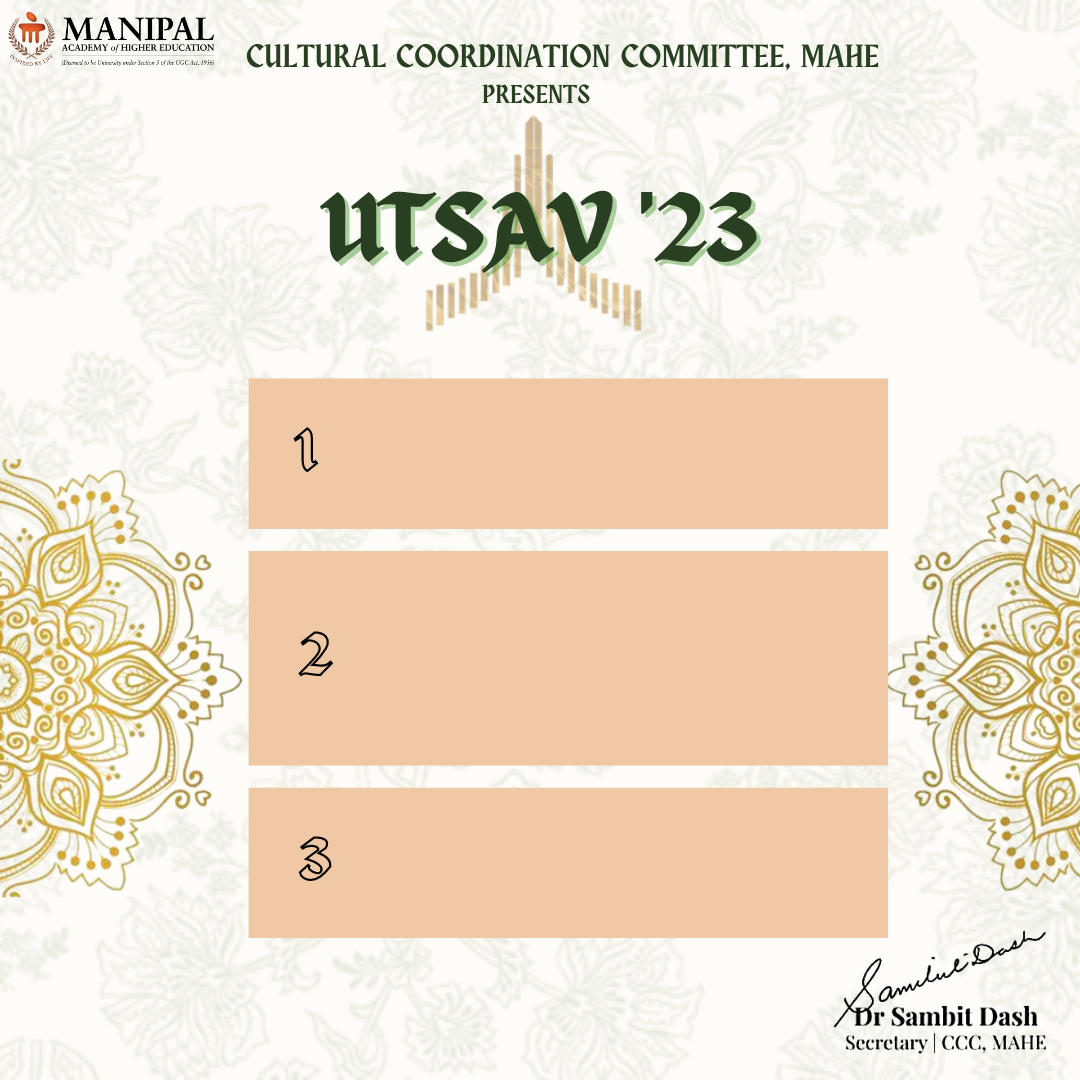 MANIPAL
ACADEMY of HIGHER EDUCATION
(Deemed to be University under Section 3 of the UGC Act, 1956)
INSPIRED BY LIFE
CULTURAL COORDINATION COMMITTEE, MAHE
PRESENTS
UTSAV '23
1
2
3
Sambit Dash
Dr Sambit Dash
Secretary | CCC, MAHE